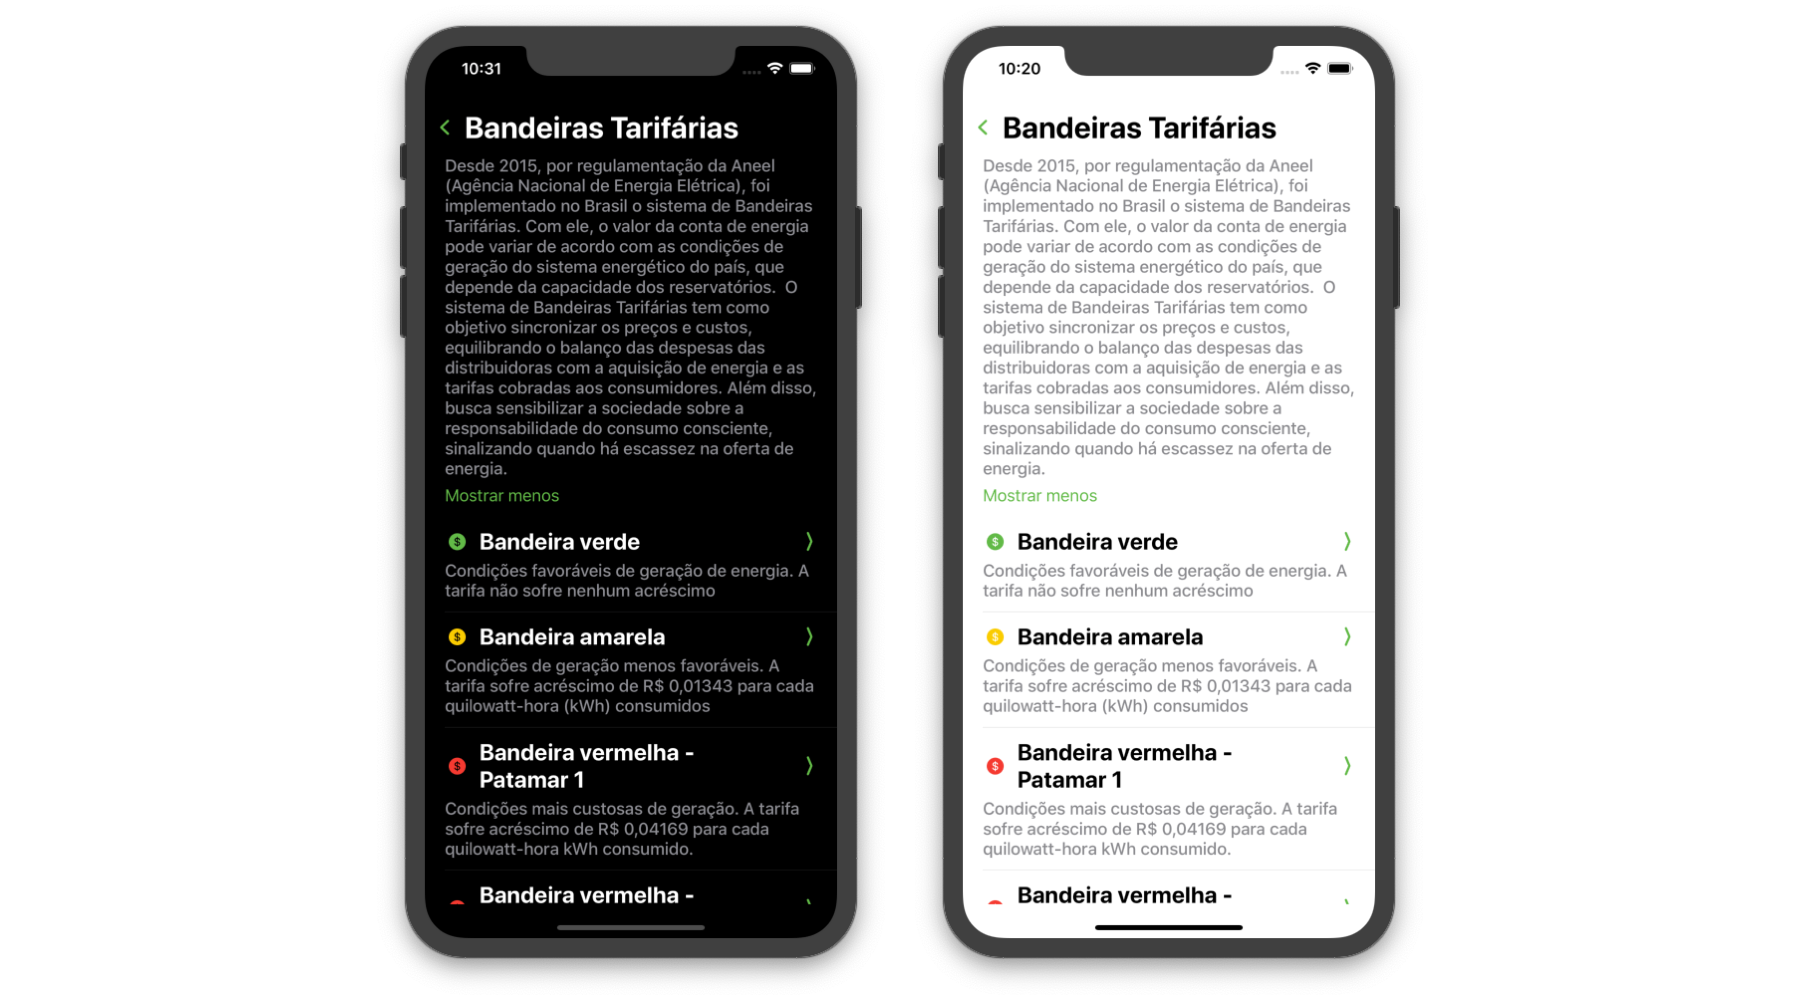 10:31
Bandeiras Tarifárias
Desde 2015, por regulamentação da Aneel
(Agência Nacional de Energia Elétrica), foi
implementado no Brasil o sistema de Bandeiras
Tarifárias. Com ele, o valor da conta de energia
pode variar de acordo com as condições de
geração do sistema energético do país, que
depende da capacidade dos reservatórios.  O
sistema de Bandeiras Tarifárias tem como
objetivo sincronizar os preços e custos,
equilibrando o balanço das despesas das
distribuidoras com a aquisição de energia e as
tarifas cobradas aos consumidores. Além disso,
busca sensibilizar a sociedade sobre a
responsabilidade do consumo consciente,
sinalizando quando há escassez na oferta de
energia.
Mostrar menos
$ Bandeira verde
Condições favoráveis de geração de energia. A
tarifa não sofre nenhum acréscimo
$ Bandeira amarela
Condições de geração menos favoráveis. A
tarifa sofre acréscimo de R$ 0,01343 para cada
quilowatt-hora (kWh) consumidos
$ Bandeira vermelha -
Patamar 1
Condições mais custosas de geração. A tarifa
sofre acréscimo de R$ 0,04169 para cada
quilowatt-hora kWh consumido.
Bandeira vermelha -
10:20
Bandeiras Tarifárias
Desde 2015, por regulamentação da Aneel
(Agência Nacional de Energia Elétrica), foi
implementado no Brasil o sistema de Bandeiras
Tarifárias. Com ele, o valor da conta de energia
pode variar de acordo com as condições de
geração do sistema energético do país, que
depende da capacidade dos reservatórios.  O
sistema de Bandeiras Tarifárias tem como
objetivo sincronizar os preços e custos,
equilibrando o balanço das despesas das
distribuidoras com a aquisição de energia e as
tarifas cobradas aos consumidores. Além disso,
busca sensibilizar a sociedade sobre a
responsabilidade do consumo consciente,
sinalizando quando há escassez na oferta de
energia.
Mostrar menos
$ Bandeira verde
Condições favoráveis de geração de energia. A
tarifa não sofre nenhum acréscimo
$ Bandeira amarela
Condições de geração menos favoráveis. A
tarifa sofre acréscimo de R$ 0,01343 para cada
quilowatt-hora (kWh) consumidos
$ Bandeira vermelha -
Patamar 1
Condições mais custosas de geração. A tarifa
sofre acréscimo de R$ 0,04169 para cada
quilowatt-hora kWh consumido.
Bandeira vermelha -